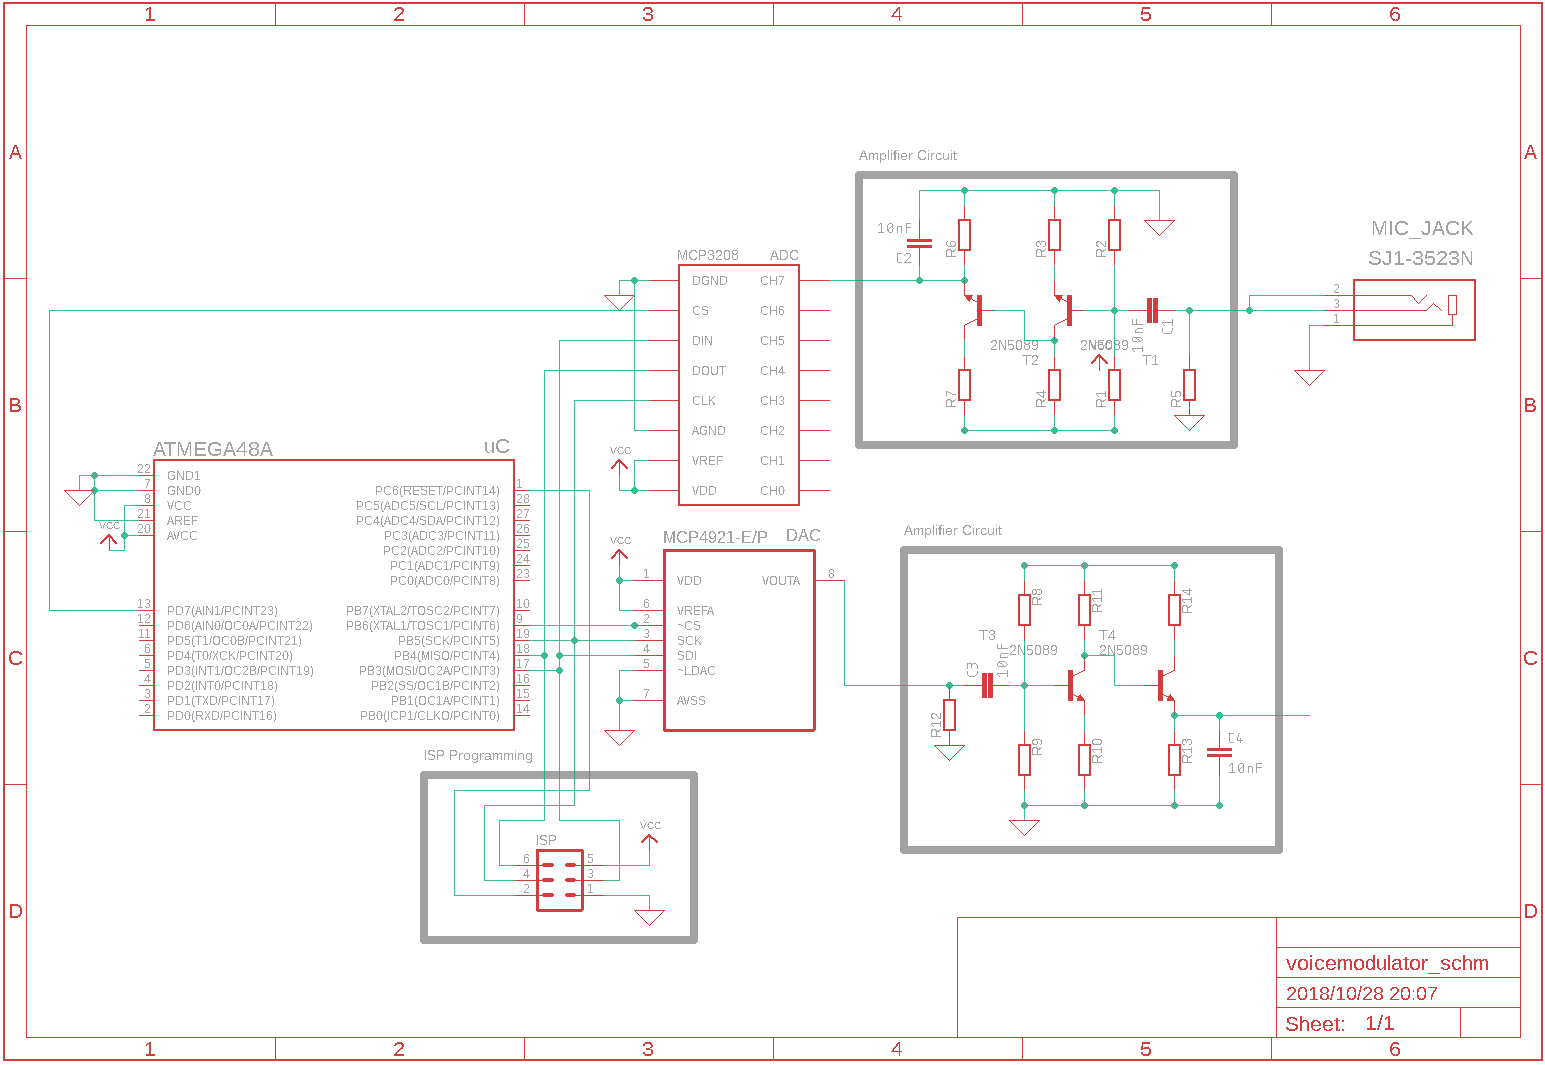 1 2 3 4 5 6
A A
B B
C C
D D
1 2 3 4 5 6
Amplifier Circuit
10nF
C2
R6
R3
R2
2N5089
T2
2N5089
VCC
T1
10nF
C1
R7
R4
R1
R5
MIC_JACK
SJ1-3523N
2
3
1
MCP3208 ADC
DGND CH7
CS CH6
DIN CH5
DOUT CH4
CLK CH3
AGND CH2
VREF CH1
VDD CH0
VCC
ATMEGA48A uC
22 GND1
7 GND0
8 VCC
21 AREF
20 AVCC
VCC
PC6(RESET/PCINT14) 1
PC5(ADC5/SCL/PCINT13) 28
PC4(ADC4/SDA/PCINT12) 27
PC3(ADC3/PCINT11) 26
PC2(ADC2/PCINT10) 25
PC1(ADC1/PCINT9) 24
PC0(ADC0/PCINT8) 23
13 PD7(AIN1/PCINT23) PB7(XTAL2/TOSC2/PCINT7) 10
12 PD6(AIN0/OC0A/PCINT22) PB6(XTAL1/TOSC1/PCINT6) 9
11 PD5(T1/OC0B/PCINT21) PB5(SCK/PCINT5) 19
6 PD4(T0/XCK/PCINT20) PB4(MISO/PCINT4) 18
5 PD3(INT1/OC2B/PCINT19) PB3(MOSI/OC2A/PCINT3) 17
4 PD2(INT0/PCINT18) PB2(SS/OC1B/PCINT2) 16
3 PD1(TXD/PCINT17) PB1(OC1A/PCINT1) 15
2 PD0(RXD/PCINT16) PB0(ICP1/CLKO/PCINT0) 14
VCC
MCP4921-E/P DAC
1 VDD VOUTA 8
6 VREFA
2 ~CS
3 SCK
4 SDI
5 ~LDAC
7 AVSS
Amplifier Circuit
R8
R11
R14
T3
2N5089
T4
2N5089
C3
10nF
R12
R9
R10
R13
C4
10nF
ISP Programming
VCC
ISP
6 5
4 3
2 1
voicemodulator_schm
2018/10/28 20:07
Sheet: 1/1